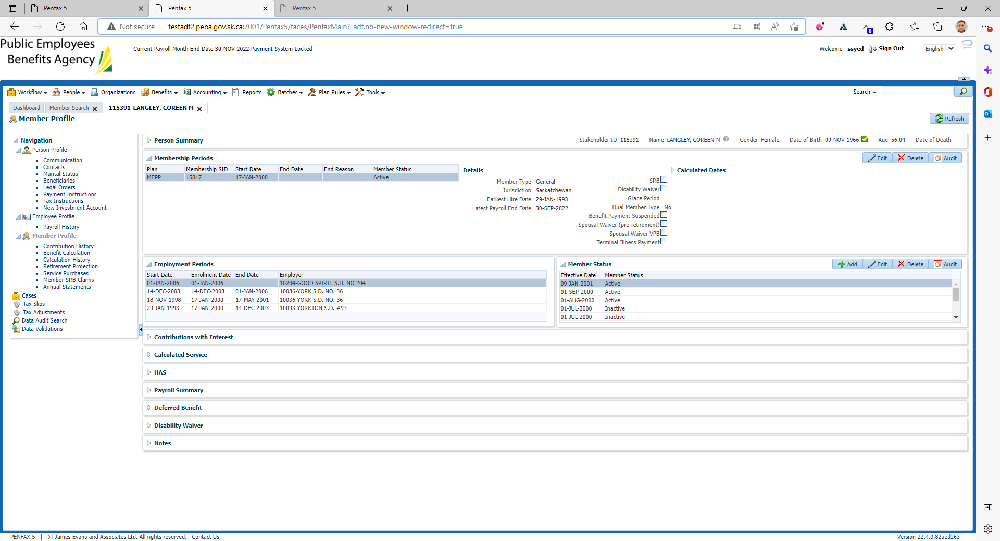 Penfax 5
Penfax 5
Penfax 5
Not secure
testadf2.peba.gov.sk.ca:7001/Penfax5/faces/PenfaxMain?_adf.no-new-window-redirect=true
Public Employees
Benefits Agency
Current Payroll Month End Date 30-NOV-2022 Payment System Locked
Welcome ssyed Sign Out English
Workflow People Organizations Benefits Accounting Reports Batches Plan Rules Tools Search
Dashboard Member Search 115391-LANGLEY, COREEN M
Member Profile Refresh
Navigation
Person Profile
Communication
Contacts
Marital Status
Beneficiaries
Legal Orders
Payment Instructions
Tax Instructions
New Investment Account
Employee Profile
Payroll History
Member Profile
Contribution History
Benefit Calculation
Calculation History
Retirement Projection
Service Purchases
Member SRB Claims
Annual Statements
Cases
Tax Slips
Tax Adjustments
Data Audit Search
Data Validations
Person Summary Stakeholder ID 115391 Name LANGLEY, COREEN M Gender Female Date of Birth 09-NOV-1966 Age 56.04 Date of Death
Membership Periods Edit Delete Audit
Plan Membership SID Start Date End Date End Reason Member Status
MEPP 15817 17-JAN-2000 Active
Details
Member Type General
Jurisdiction Saskatchewan
Earliest Hire Date 29-JAN-1993
Latest Payroll End Date 30-SEP-2022
SRB
Disability Waiver
Grace Period
Dual Member Type No
Benefit Payment Suspended
Spousal Waiver (pre-retirement)
Spousal Waiver VPB
Terminal Illness Payment
Calculated Dates
Employment Periods
Start Date Enrolment Date End Date Employer
01-JAN-2006 01-JAN-2006 10204-GOOD SPIRIT S.D. NO 204
14-DEC-2003 14-DEC-2003 01-JAN-2006 10036-YORK S.D. NO. 36
18-NOV-1998 17-JAN-2000 17-MAY-2001 10036-YORK S.D. NO. 36
29-JAN-1993 17-JAN-2000 14-DEC-2003 10093-YORKTON S.D. #93
Member Status Add Edit Delete Audit
Effective Date Member Status
09-JAN-2001 Active
01-SEP-2000 Active
01-AUG-2000 Active
01-JUL-2000 Inactive
01-JUL-2000 Inactive
Contributions with Interest
Calculated Service
HAS
Payroll Summary
Deferred Benefit
Disability Waiver
Notes
PENFAX 5 | © James Evans and Associates Ltd. All rights reserved. Contact Us
Version 22.4.0.82aed263